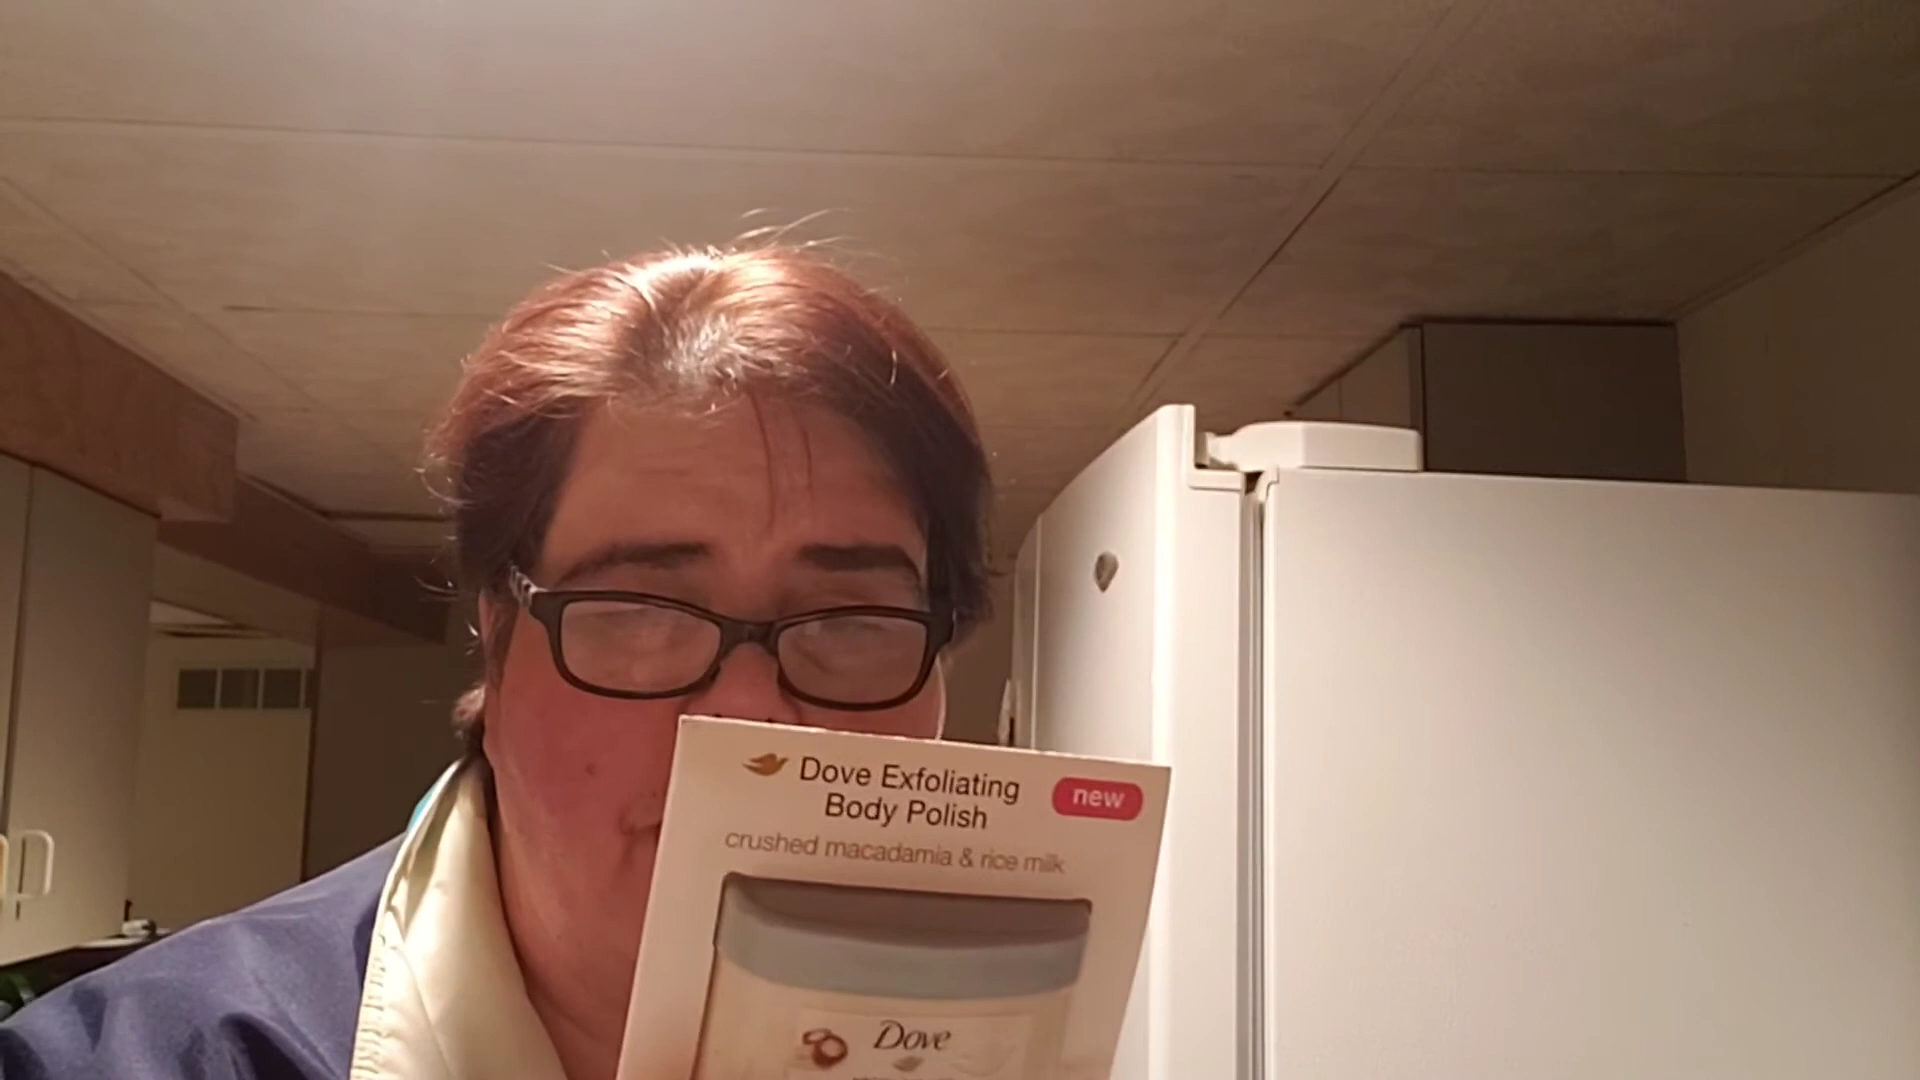 Dove Exfoliating
Body Polish
new
crushed macadamia & rice milk
Dove